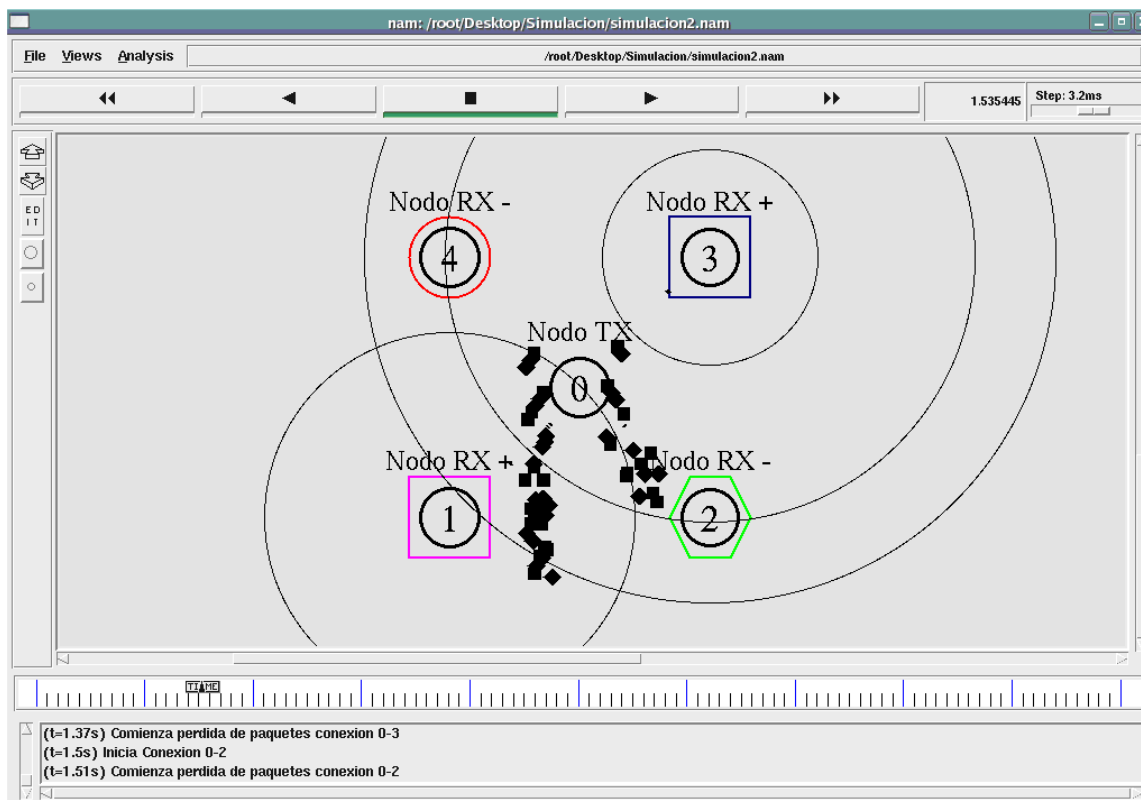 nam: /root/Desktop/Simulacion/simulacion2.nam
File Views Analysis /root/Desktop/Simulacion/simulacion2.nam
1.535445 Step: 3.2ms
ED
IT
Nodo RX - Nodo RX +
4 3
Nodo TX
0
Nodo RX + Nodo RX -
1 2
TIME
(t=1.37s) Comienza perdida de paquetes conexion 0-3
(t=1.5s) Inicia Conexion 0-2
(t=1.51s) Comienza perdida de paquetes conexion 0-2